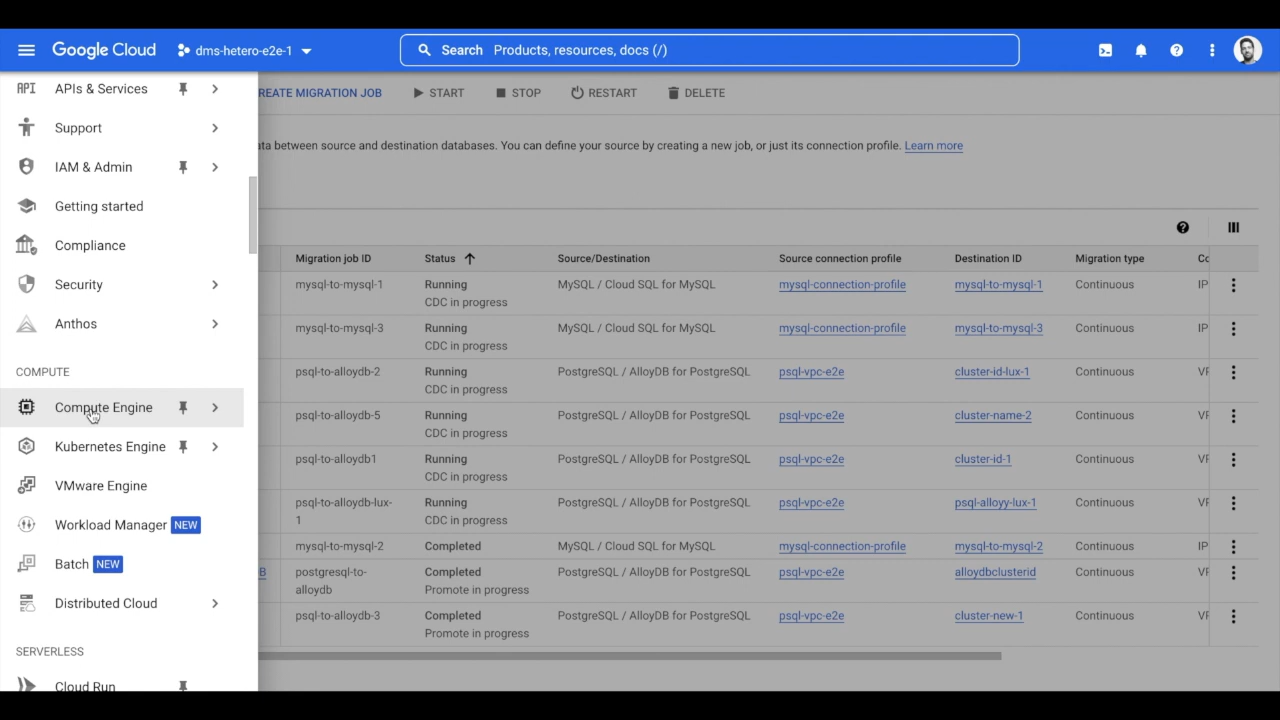 Google Cloud
dms-hetero-e2e-1
Search Products, resources, docs (/)
API
APIs & Services
Support
IAM & Admin
Getting started
Compliance
Security
Anthos
COMPUTE
Compute Engine
Kubernetes Engine
VMware Engine
Workload Manager NEW
Batch NEW
Distributed Cloud
SERVERLESS
Cloud Run
REATE MIGRATION JOB
START
STOP
RESTART
DELETE
ata between source and destination databases. You can define your source by creating a new job, or just its connection profile. Learn more
Migration job ID Status Source/Destination Source connection profile Destination ID Migration type Cc
mysql-to-mysql-1 Running MySQL / Cloud SQL for MySQL mysql-connection-profile mysql-to-mysql-1 Continuous IP
CDC in progress
mysql-to-mysql-3 Running MySQL / Cloud SQL for MySQL mysql-connection-profile mysql-to-mysql-3 Continuous IP
CDC in progress
psql-to-alloydb-2 Running PostgreSQL / AlloyDB for PostgreSQL psql-vpc-e2e cluster-id-lux-1 Continuous VF
CDC in progress
psql-to-alloydb-5 Running PostgreSQL / AlloyDB for PostgreSQL psql-vpc-e2e cluster-name-2 Continuous VF
CDC in progress
psql-to-alloydb1 Running PostgreSQL / AlloyDB for PostgreSQL psql-vpc-e2e cluster-id-1 Continuous VF
CDC in progress
psql-to-alloydb-lux- Running PostgreSQL / AlloyDB for PostgreSQL psql-vpc-e2e psql-alloyy-lux-1 Continuous VF
1 CDC in progress
mysql-to-mysql-2 Completed MySQL / Cloud SQL for MySQL mysql-connection-profile mysql-to-mysql-2 Continuous IP
B postgresql-to- Completed PostgreSQL / AlloyDB for PostgreSQL psql-vpc-e2e alloydbclusterid Continuous VF
alloydb Promote in progress
psql-to-alloydb-3 Completed PostgreSQL / AlloyDB for PostgreSQL psql-vpc-e2e cluster-new-1 Continuous VF
Promote in progress